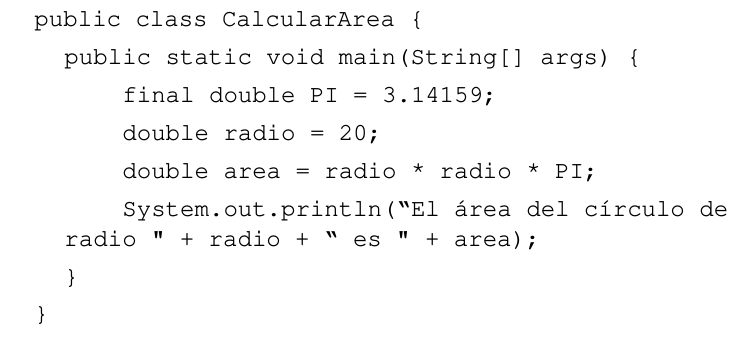 public class CalcularArea {
public static void main(String[] args) {
final double PI = 3.14159;
double radio = 20;
double area = radio * radio * PI;
System.out.println(“El área del círculo de
radio " + radio + “ es " + area);
}
}